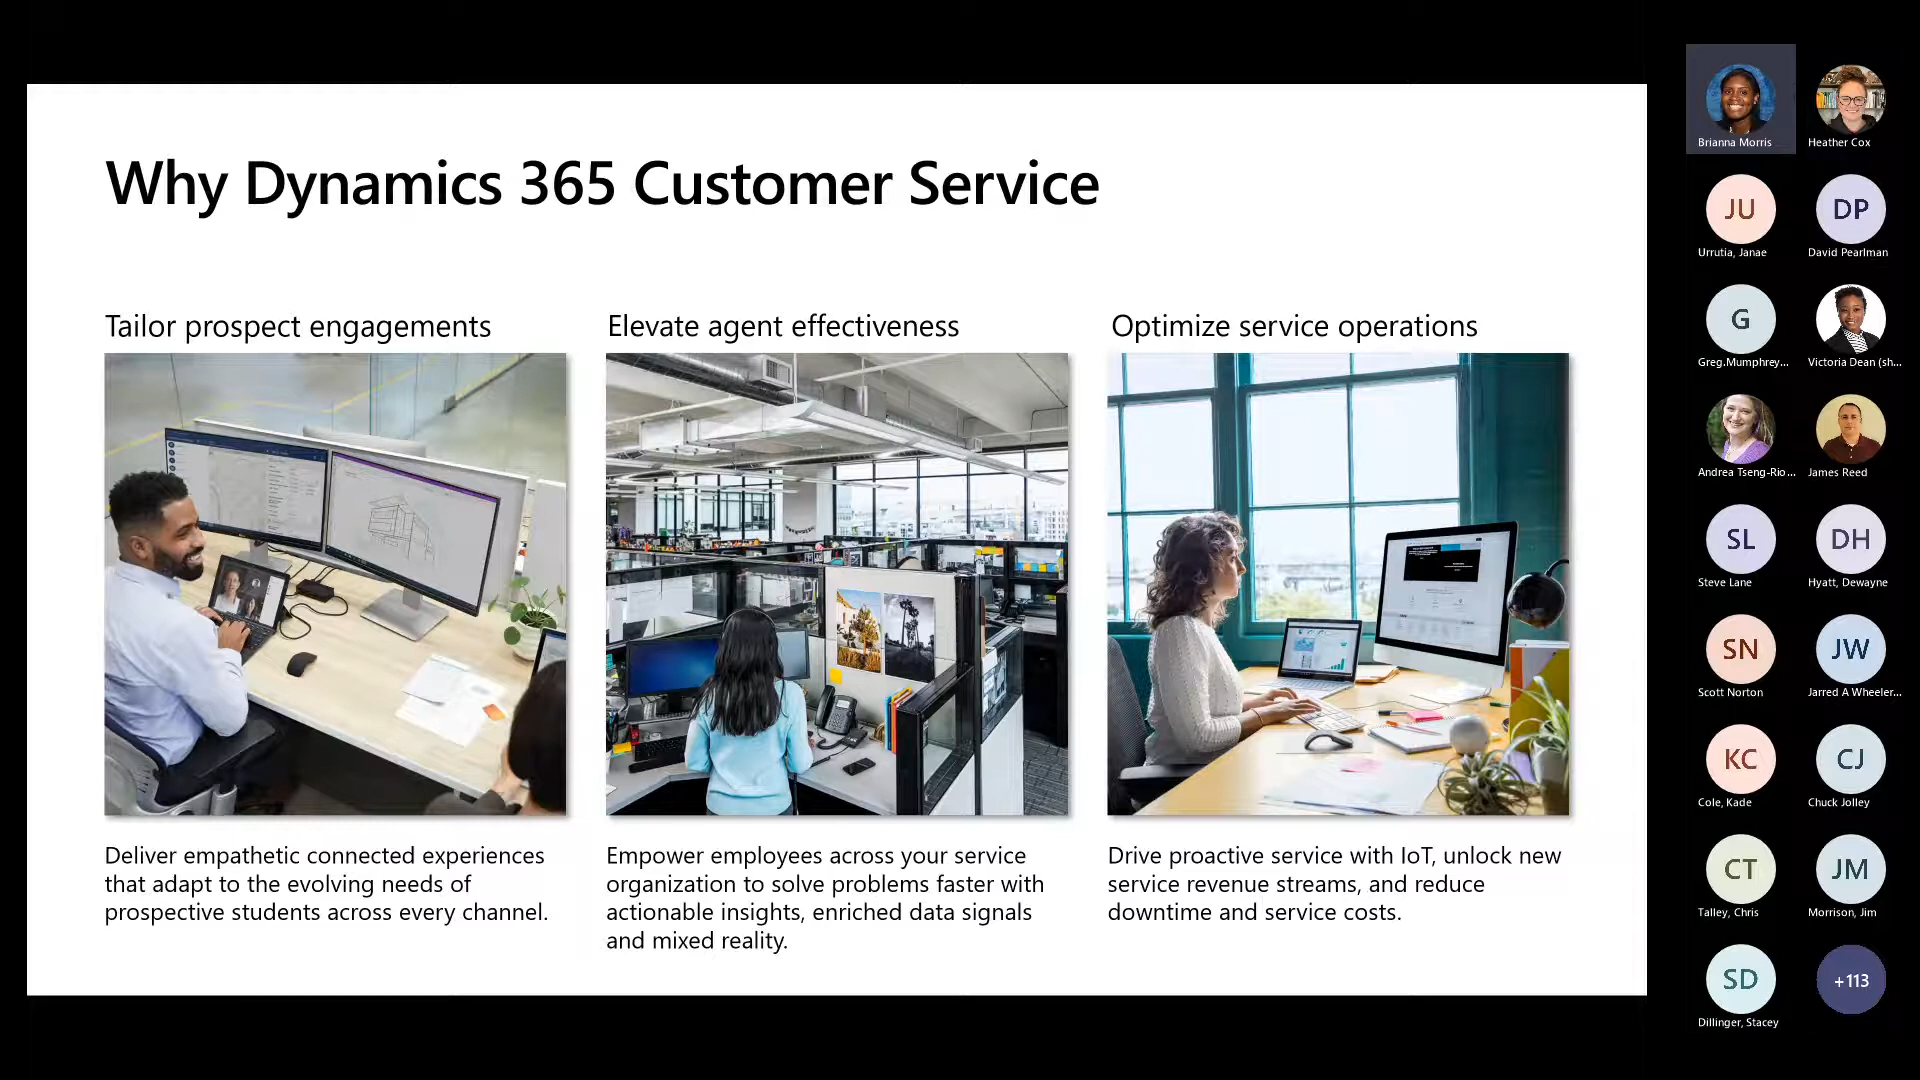 Why Dynamics 365 Customer Service
Tailor prospect engagements
Elevate agent effectiveness
Optimize service operations
Deliver empathetic connected experiences
that adapt to the evolving needs of
prospective students across every channel.
Empower employees across your service
organization to solve problems faster with
actionable insights, enriched data signals
and mixed reality.
Drive proactive service with IoT, unlock new
service revenue streams, and reduce
downtime and service costs.
Brianna Morris
Heather Cox
JU
DP
Urrutia, Janae
David Pearlman
G
Greg.Mumphrey...
Victoria Dean (sh...
Andrea Tseng-Rio...
James Reed
SL
DH
Steve Lane
Hyatt, Dewayne
SN
JW
Scott Norton
Jarred A Wheeler...
KC
CJ
Cole, Kade
Chuck Jolley
CT
JM
Talley, Chris
Morrison, Jim
SD
+113
Dillinger, Stacey